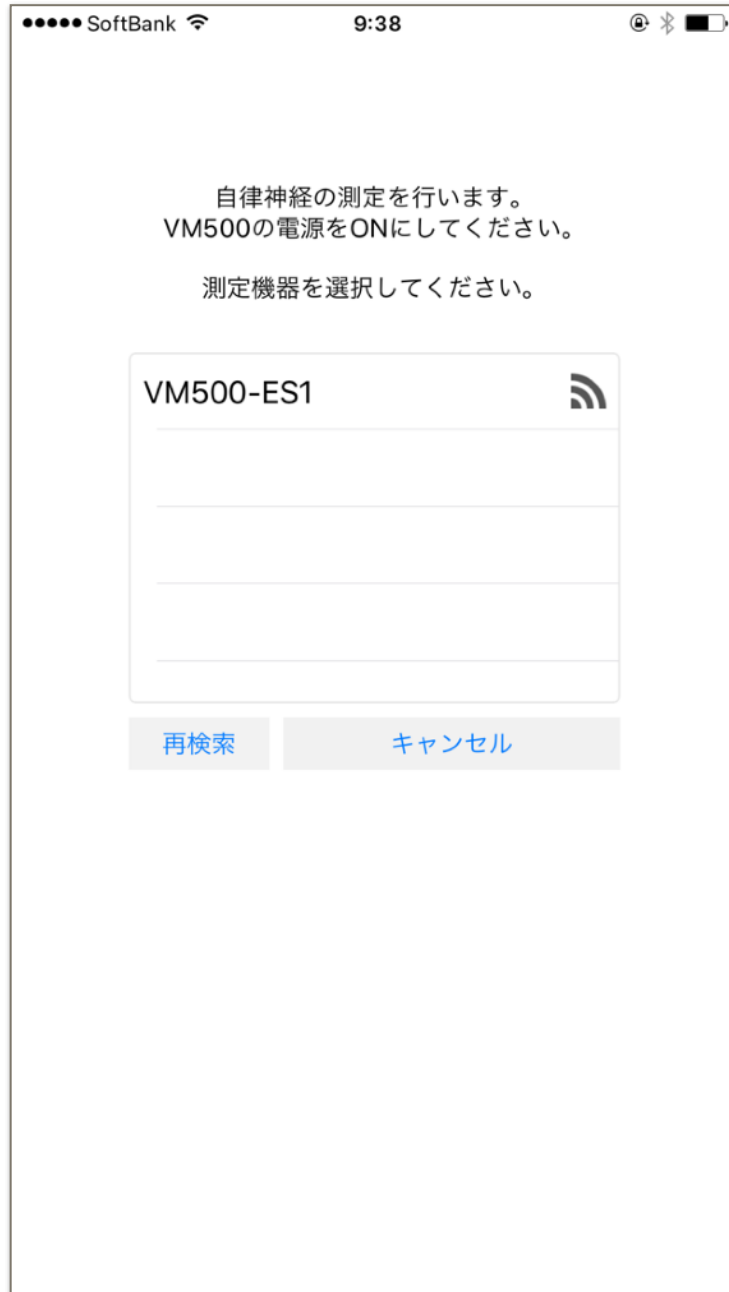 SoftBank 9:38
自律神経の測定を行います。
VM500の電源をONにしてください。
測定機器を選択してください。
VM500-ES1
再検索 キャンセル